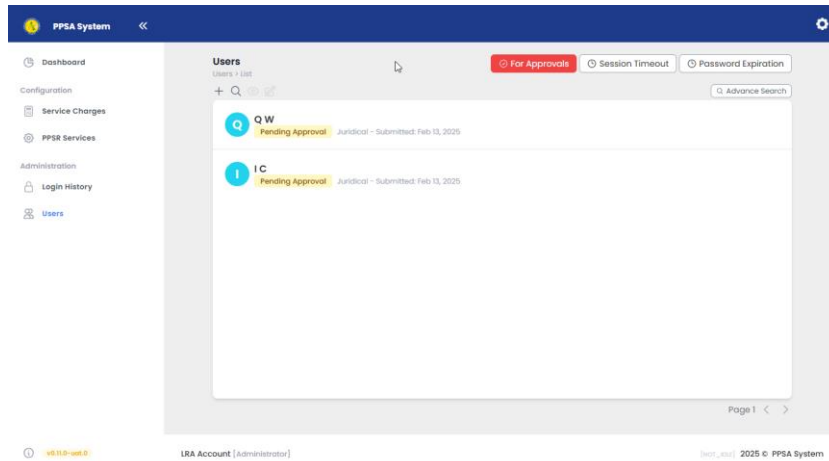 PPSA System
Dashboard
Configuration
Service Charges
PPSR Services
Administration
Login History
Users
Users
Users > List
For Approvals
Session Timeout
Password Expiration
Advance Search
Q
Q W
Pending Approval Juridical - Submitted: Feb 13, 2025
I
I C
Pending Approval Juridical - Submitted: Feb 13, 2025
Page 1
LRA Account [Administrator]
2025 © PPSA System